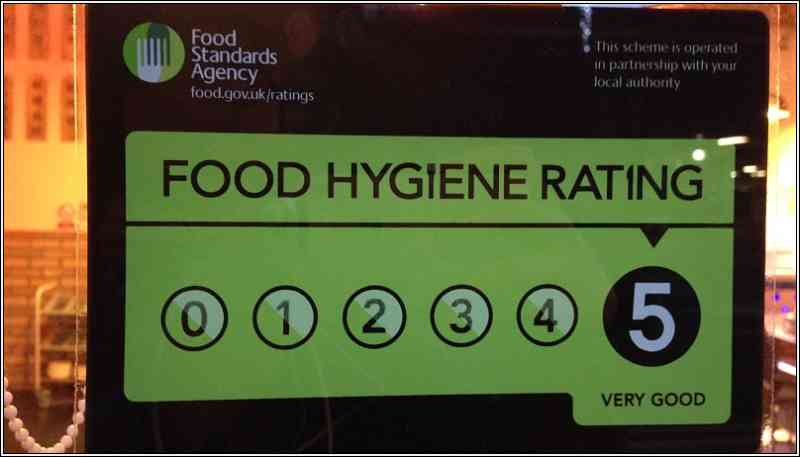 Food
Standards
Agency
food.gov.uk/ratings
This scheme is operated
in partnership with your
local authority
FOOD HYGIENE RATING
0 1 2 3 4 5
VERY GOOD